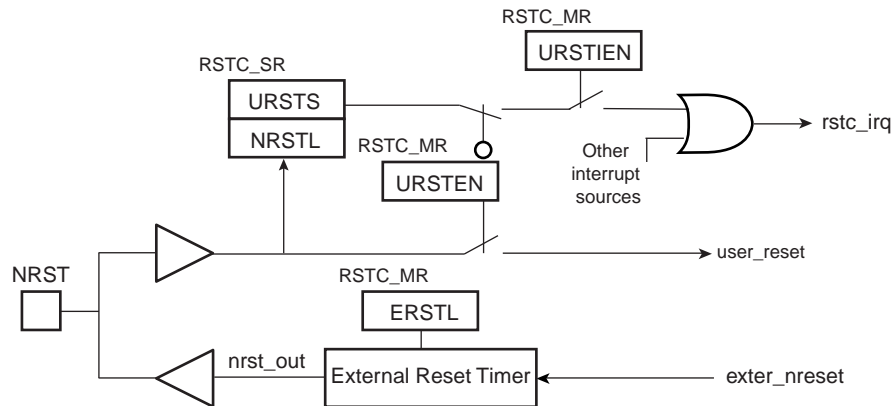 RSTC_MR
URSTIEN
RSTC_SR
URSTS
NRSTL
rstc_irq
RSTC_MR
URSTEN
Other
interrupt
sources
user_reset
NRST
RSTC_MR
ERSTL
nrst_out
External Reset Timer
exter_nreset